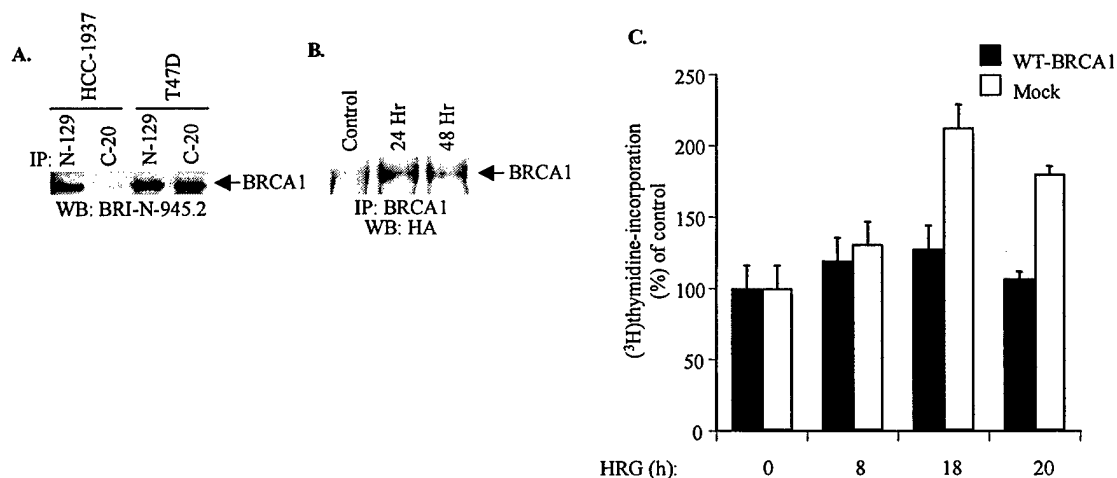 A.
HCC-1937
T47D
IP:
N-129
C-20
N-129
C-20
BRCA1
WB: BRI-N-945.2
B.
Control
24 Hr
48 Hr
BRCA1
IP: BRCA1
WB: HA
C.
WT-BRCA1
Mock
(³H)thymidine-incorporation
(%) of control
250
200
150
100
50
0
HRG (h):
0
8
18
20